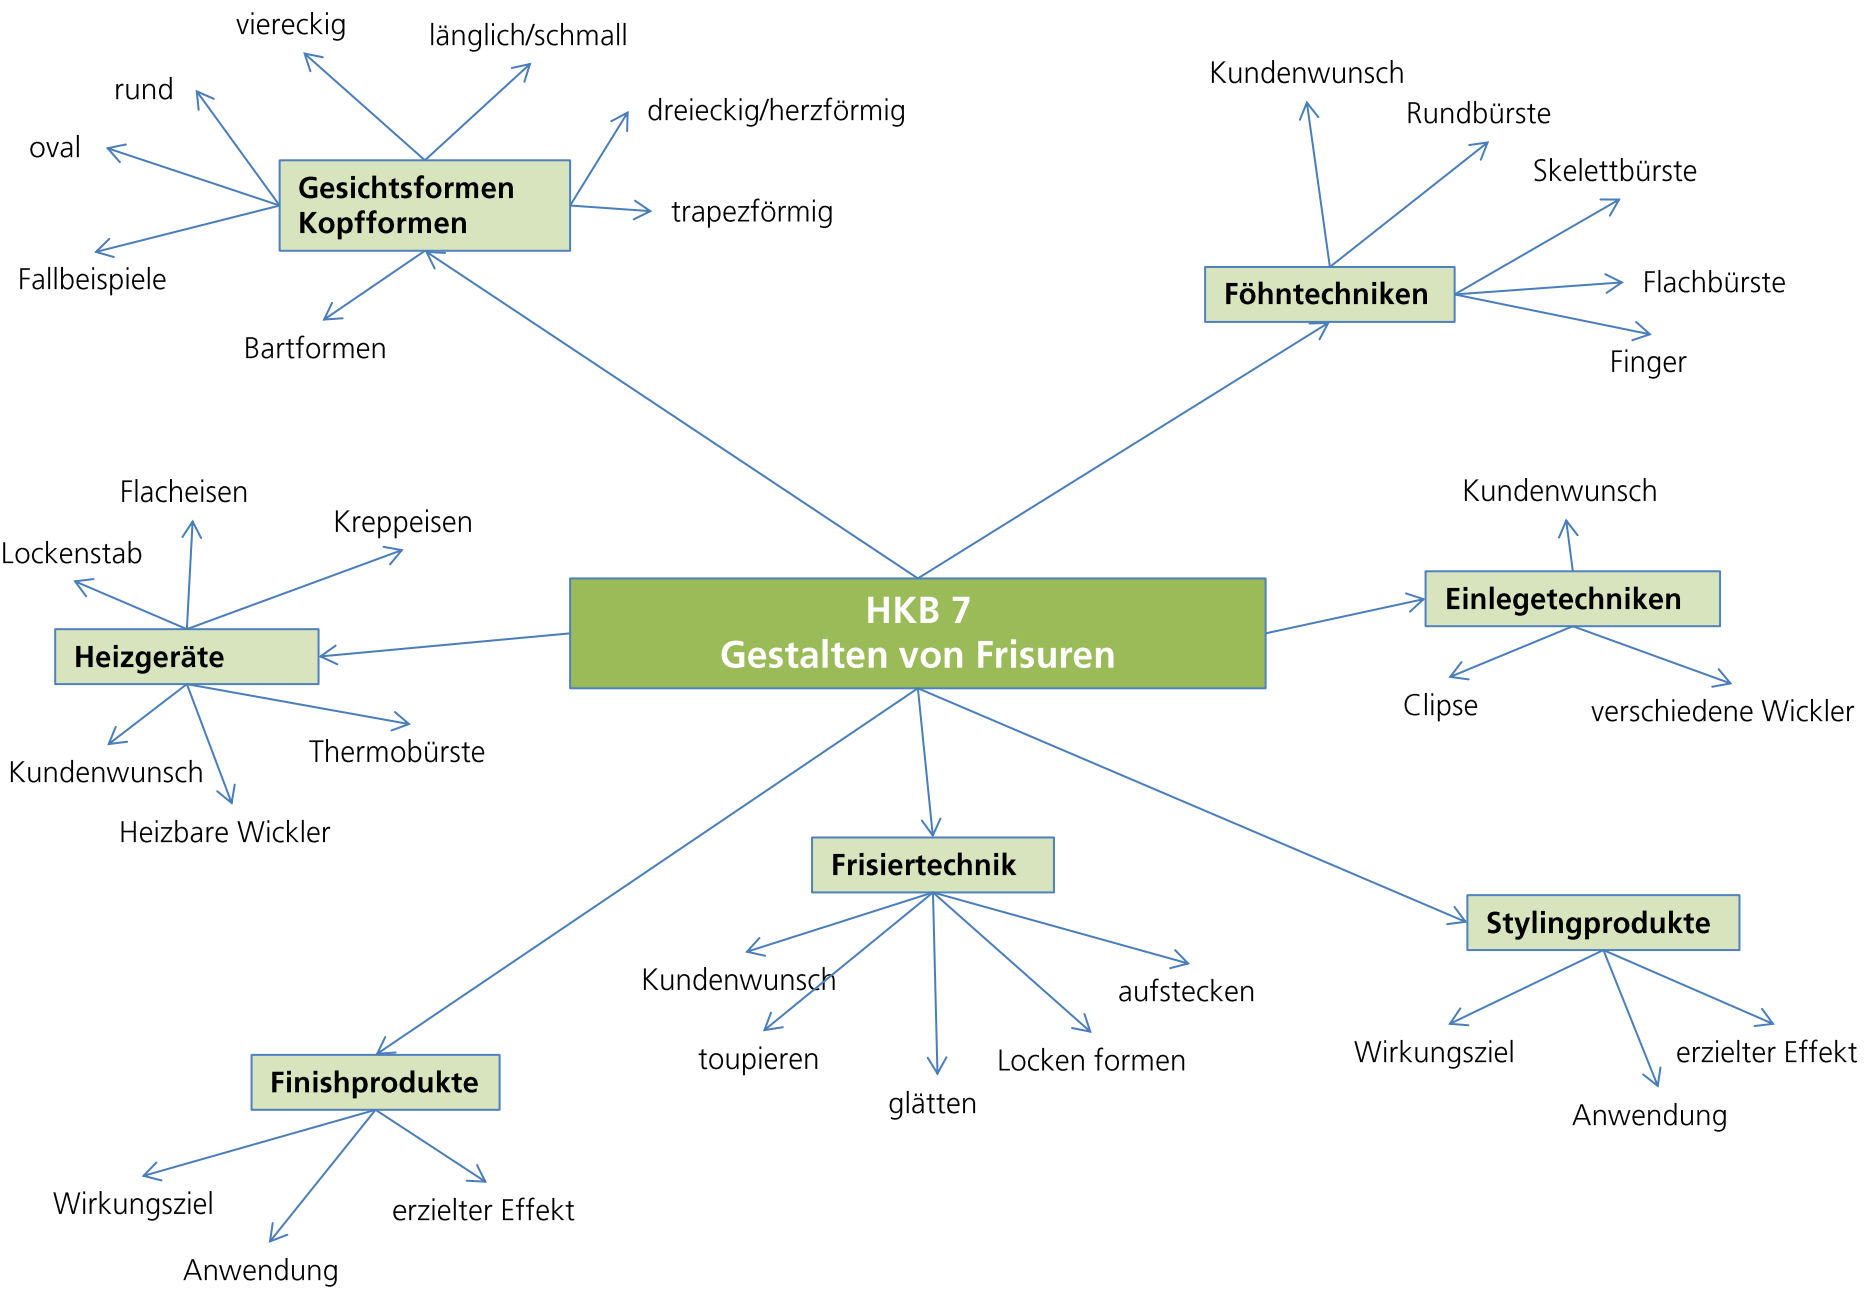 viereckig
länglich/schmall
rund
dreieckig/herzförmig
oval
Gesichtsformen
Kopfformen
trapezförmig
Fallbeispiele
Bartformen
Kundenwunsch
Rundbürste
Skelettbürste
Föhntechniken
Flachbürste
Finger
Flacheisen
Kreppeisen
Lockenstab
Heizgeräte
Kundenwunsch
Thermobürste
Heizbare Wickler
HKB 7
Gestalten von Frisuren
Kundenwunsch
Einlegetechniken
Clipse
verschiedene Wickler
Frisiertechnik
Kundenwunsch
aufstecken
toupieren
Locken formen
glätten
Stylingprodukte
Wirkungsziel
erzielter Effekt
Anwendung
Finishprodukte
Wirkungsziel
erzielter Effekt
Anwendung